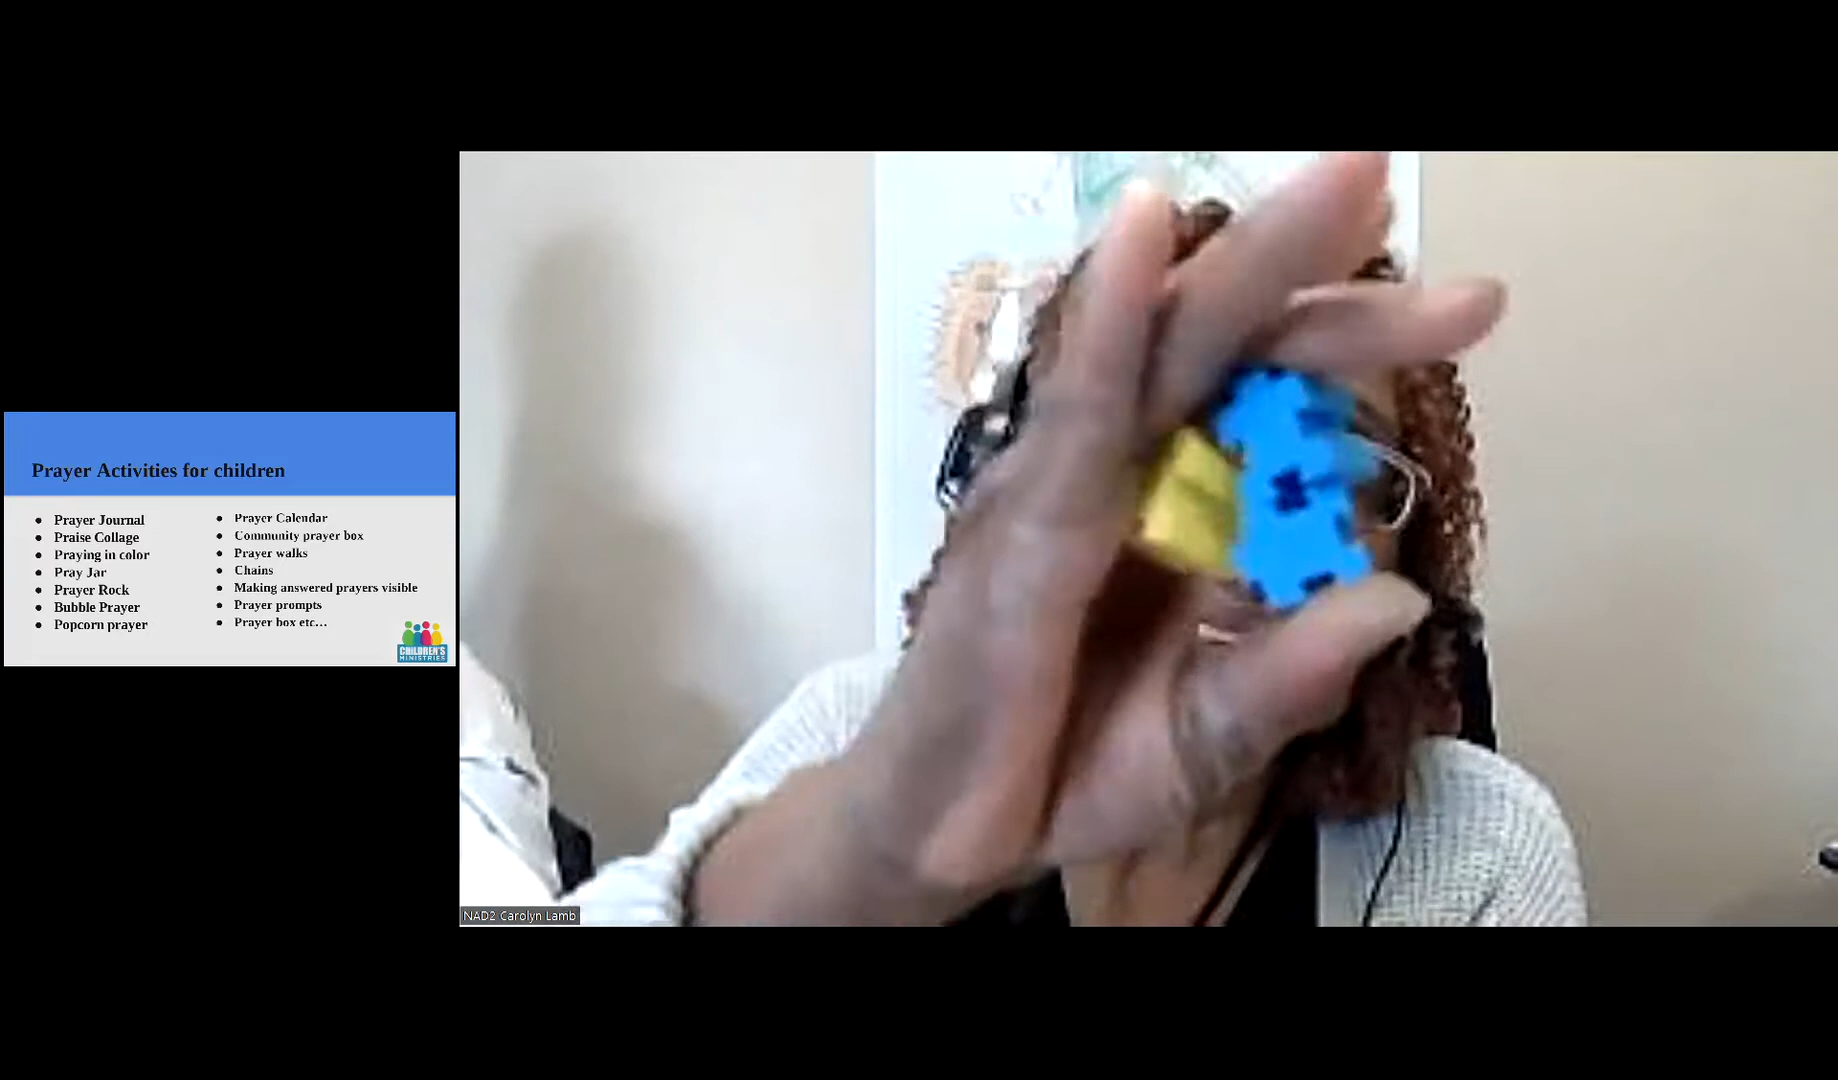 Prayer Activities for children
● Prayer Journal
● Praise Collage
● Praying in color
● Pray Jar
● Prayer Rock
● Bubble Prayer
● Popcorn prayer
● Prayer Calendar
● Community prayer box
● Prayer walks
● Chains
● Making answered prayers visible
● Prayer prompts
● Prayer box etc...
CHILDREN'S
MINISTRIES
NAD2 Carolyn Lamb